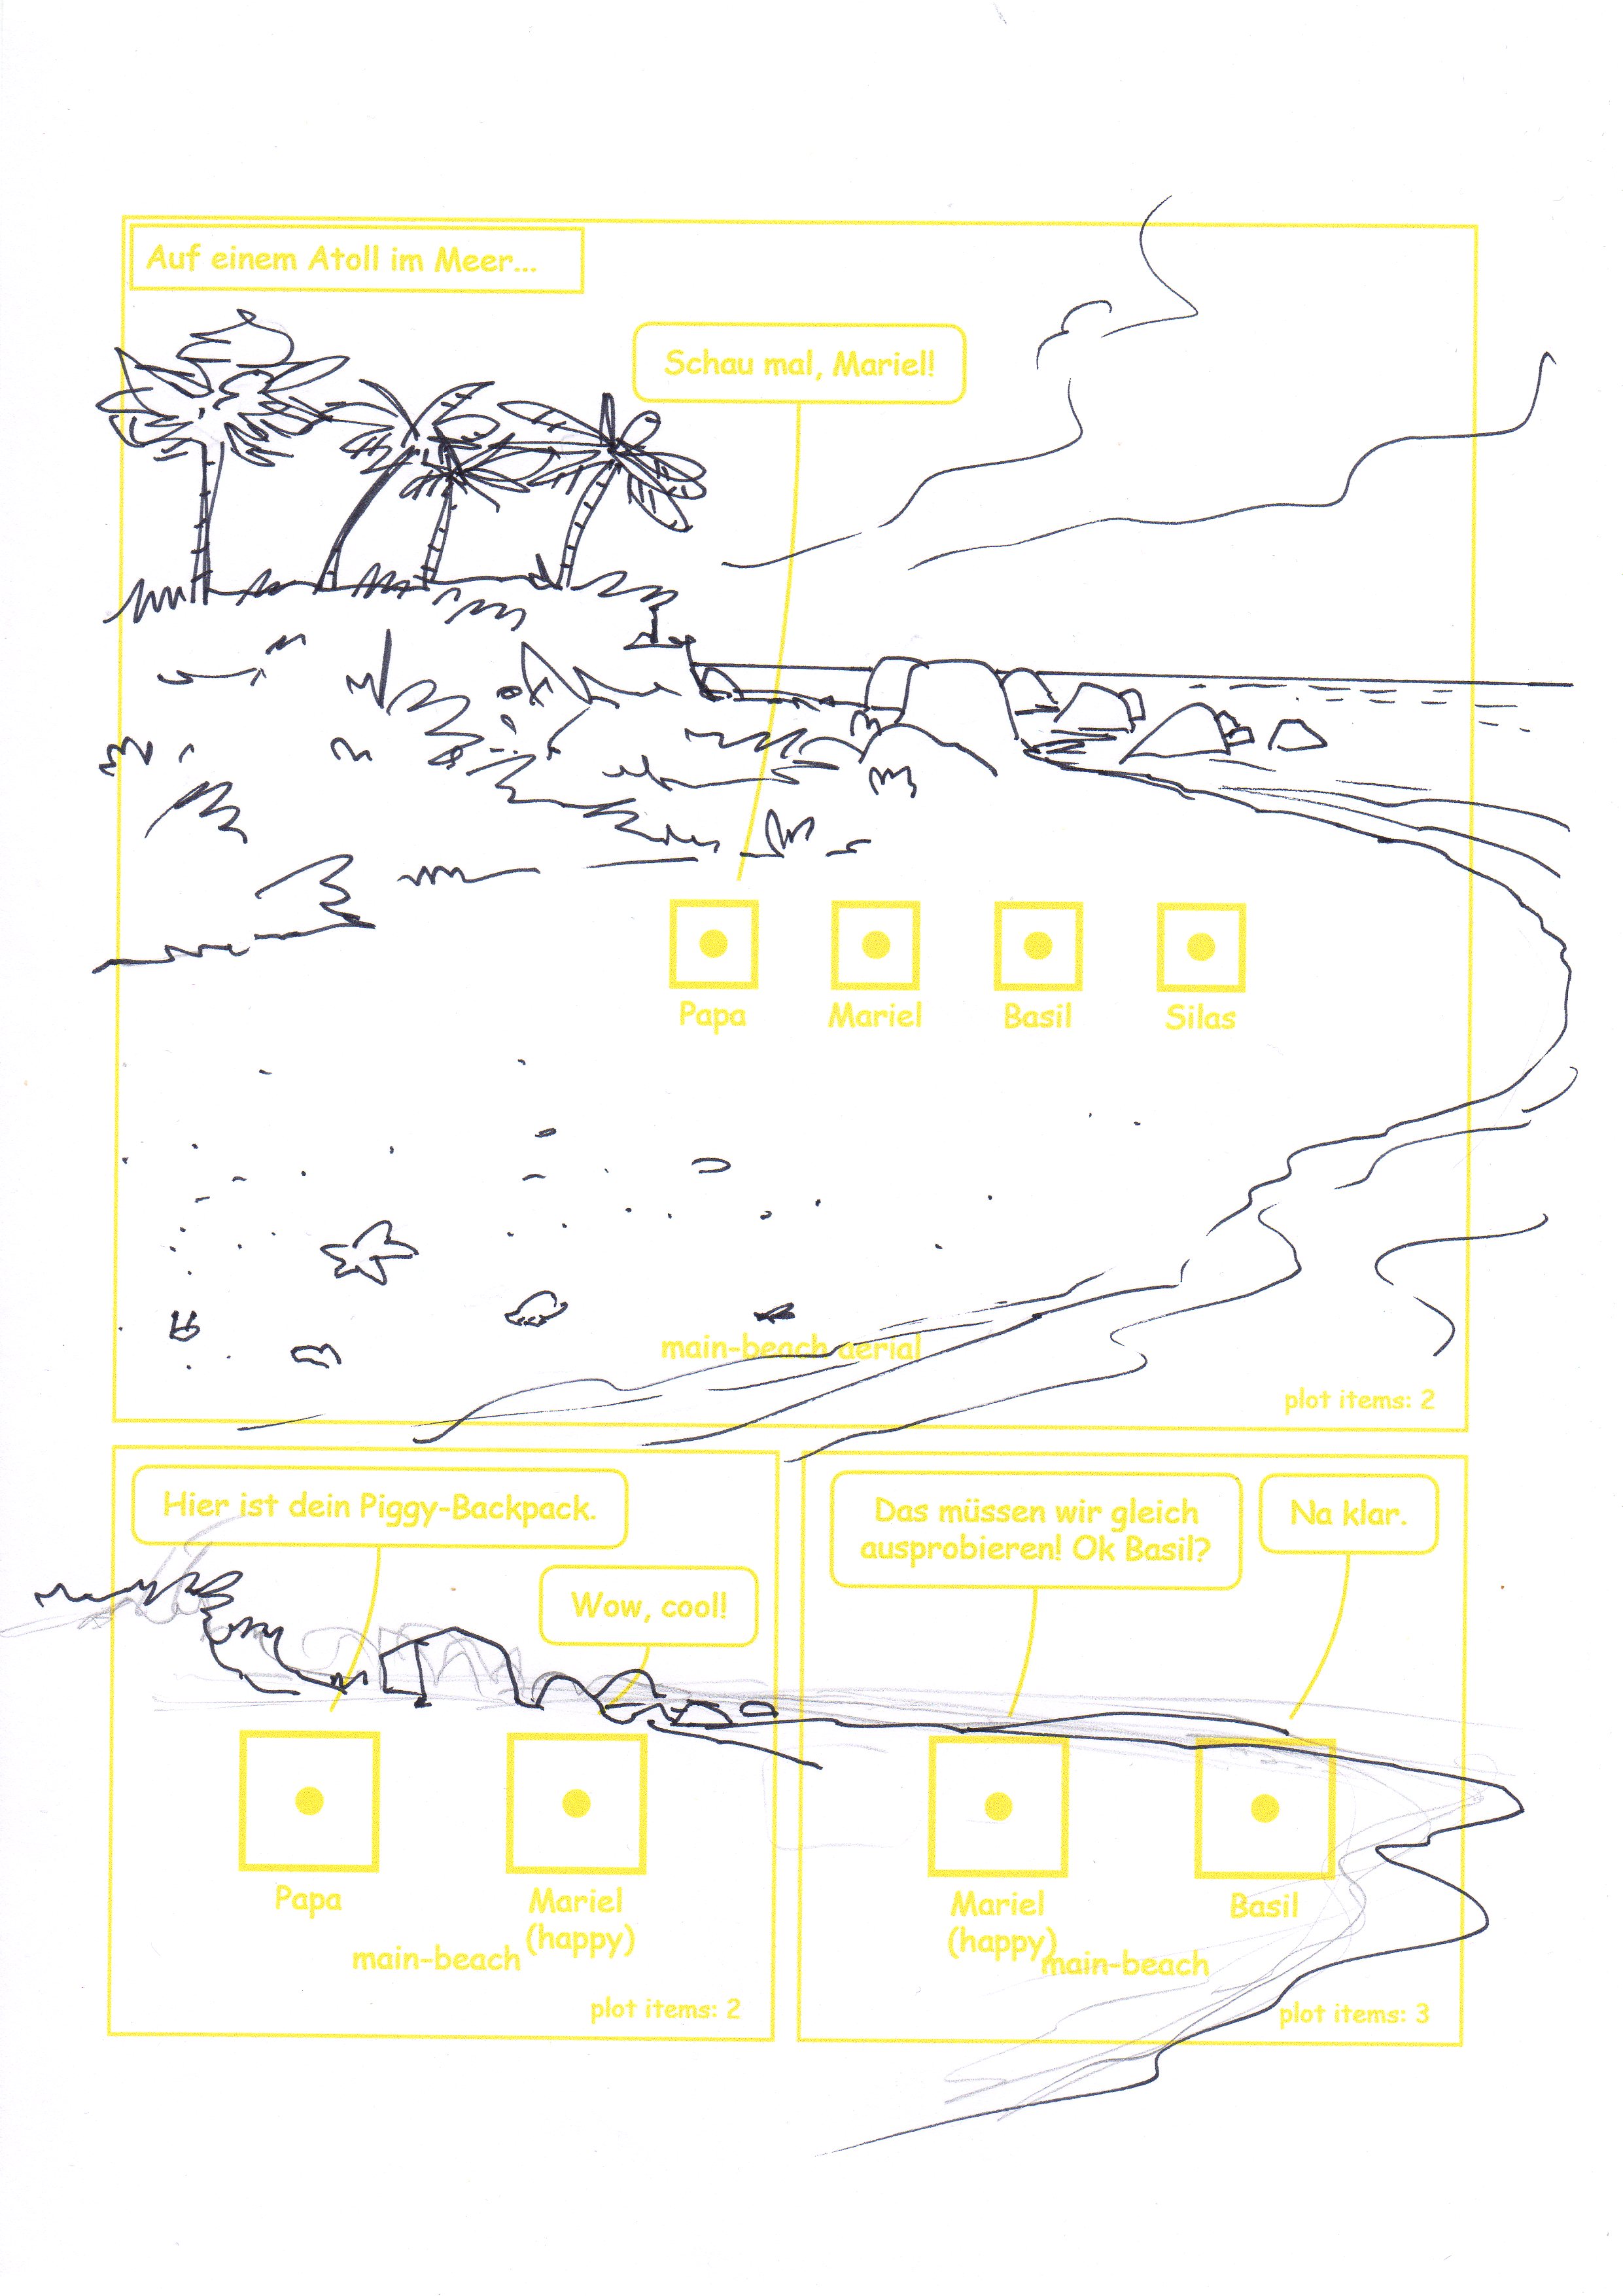 Auf einem Atoll im Meer...
Schau mal, Mariel!
Papa
Mariel
Basil
Silas
main-beach aerial
plot items: 2
Hier ist dein Piggy-Backpack.
Wow, cool!
Papa
Mariel
(happy)
main-beach
plot items: 2
Das müssen wir gleich
ausprobieren! Ok Basil?
Na klar.
Mariel
(happy)
Basil
main-beach
plot items: 3